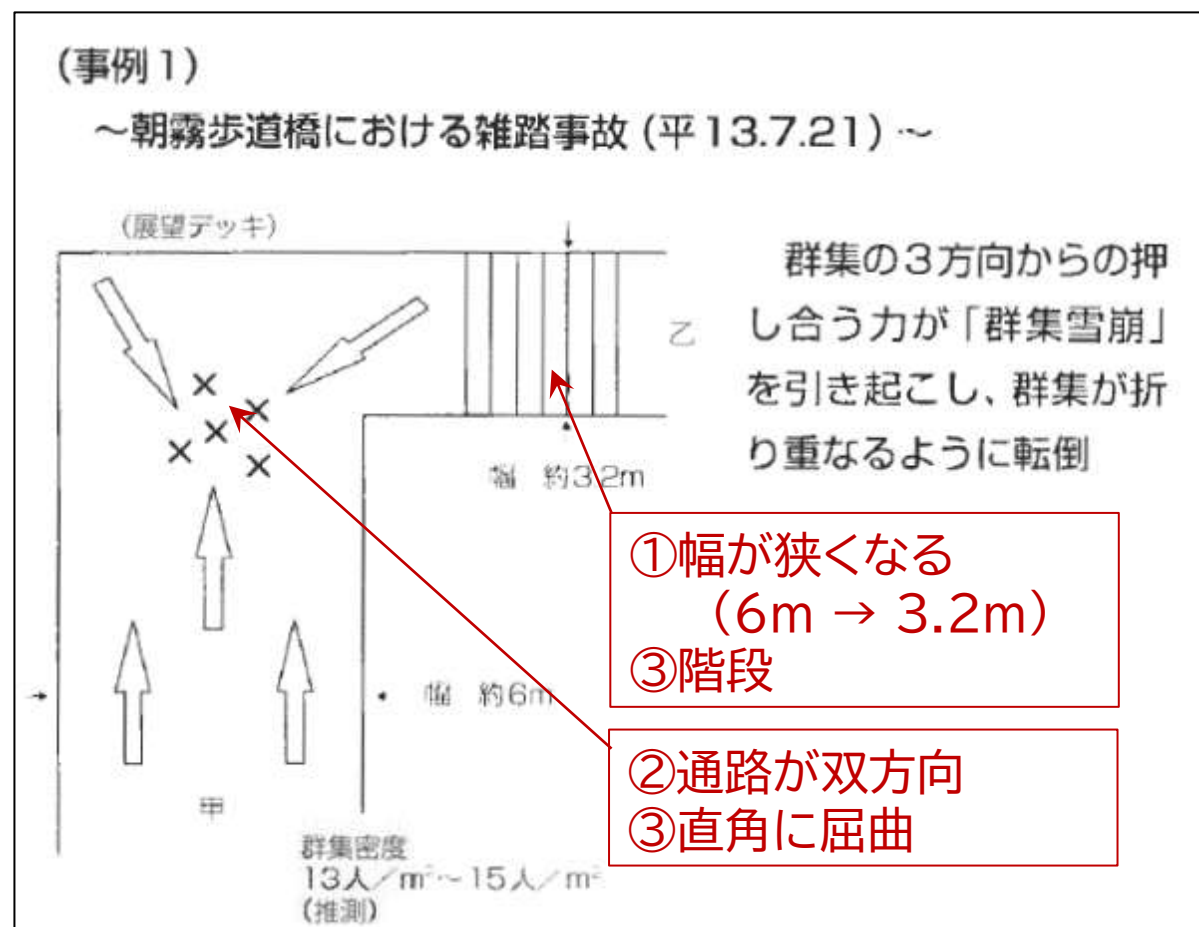 (事例1)
～朝霧歩道橋における雑踏事故 (平13.7.21) ～
(展望デッキ)
群集の3方向からの押
し合う力が「群集雪崩」
を引き起こし、群集が折
り重なるように転倒
乙
幅 約3.2m
①幅が狭くなる
(6m → 3.2m)
③階段
幅 約6m
②通路が双方向
③直角に屈曲
甲
群集密度
13人／m²～15人／m²
(推測)